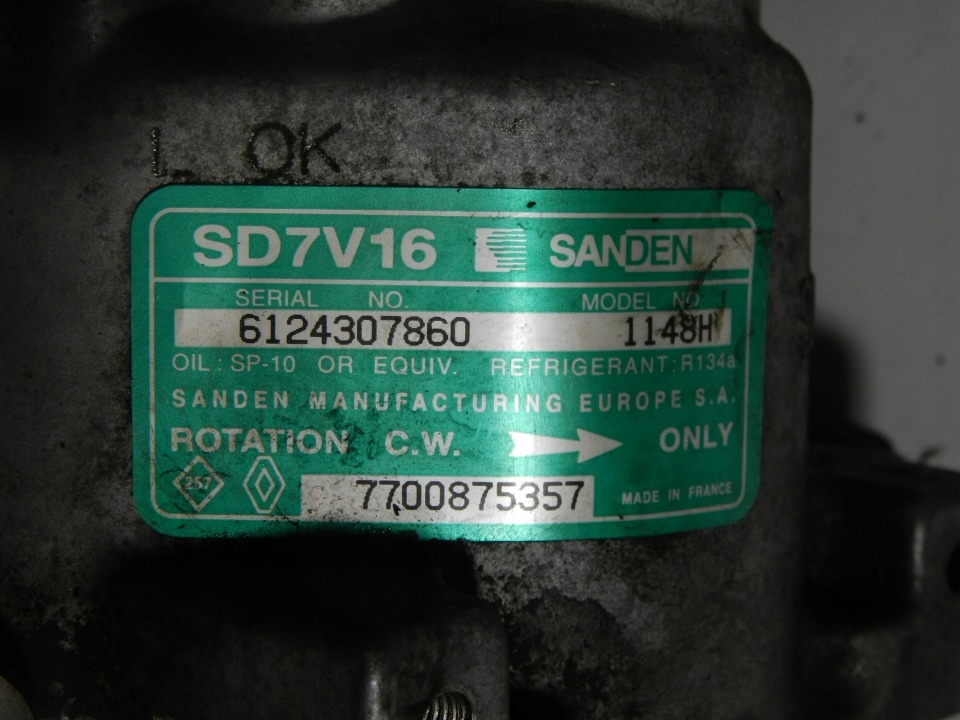 L OK
SD7V16 SANDEN
SERIAL NO. MODEL NO.
6124307860 1148H
OIL : SP-10 OR EQUIV. REFRIGERANT : R134a
SANDEN MANUFACTURING EUROPE S.A.
ROTATION C.W. ONLY
257 7700875357 MADE IN FRANCE